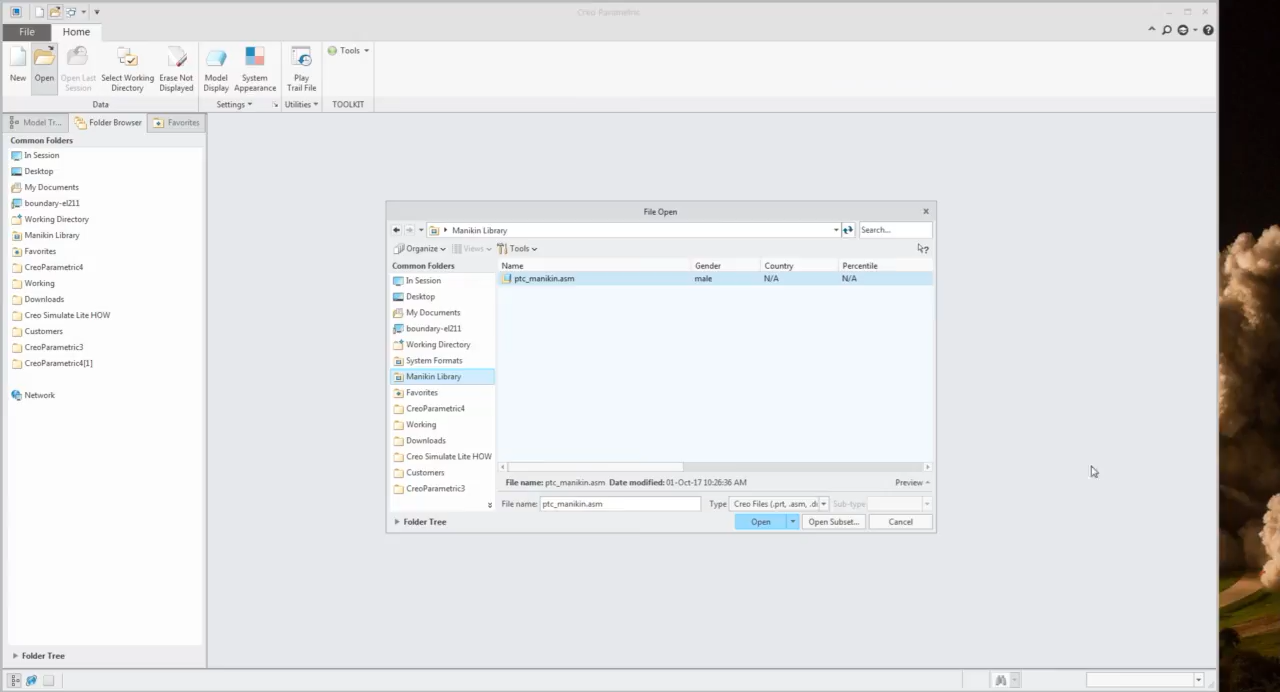 Creo Parametric
File Home
New Open Open Last Session Select Working Directory Erase Not Displayed Model Display System Appearance Play Trail File Tools
Data Settings Utilities TOOLKIT
Model Tr... Folder Browser Favorites
Common Folders
In Session
Desktop
My Documents
boundary-el211
Working Directory
Manikin Library
Favorites
CreoParametric4
Working
Downloads
Creo Simulate Lite HOW
Customers
CreoParametric3
CreoParametric4[1]
Network
Folder Tree
File Open
Manikin Library Search...
Organize Views Tools
Common Folders Name Gender Country Percentile
In Session ptc_manikin.asm male N/A N/A
Desktop
My Documents
boundary-el211
Working Directory
System Formats
Manikin Library
Favorites
CreoParametric4
Working
Downloads
Creo Simulate Lite HOW
Customers
CreoParametric3
File name: ptc_manikin.asm Date modified: 01-Oct-17 10:26:36 AM Preview
File name: ptc_manikin.asm Type Creo Files (.prt, .asm, .d Sub-type
Folder Tree Open Open Subset... Cancel